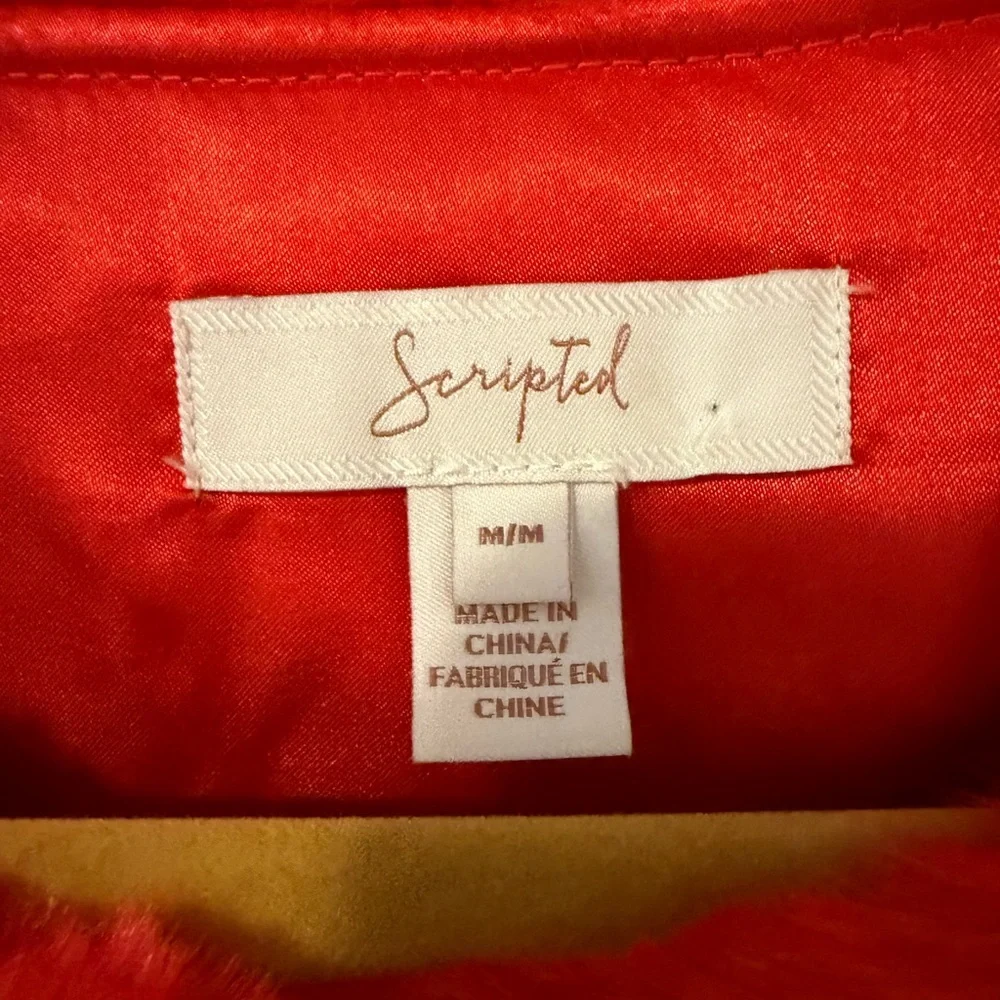 Scripted
M/M
MADE IN
CHINA/
FABRIQUÉ EN
CHINE